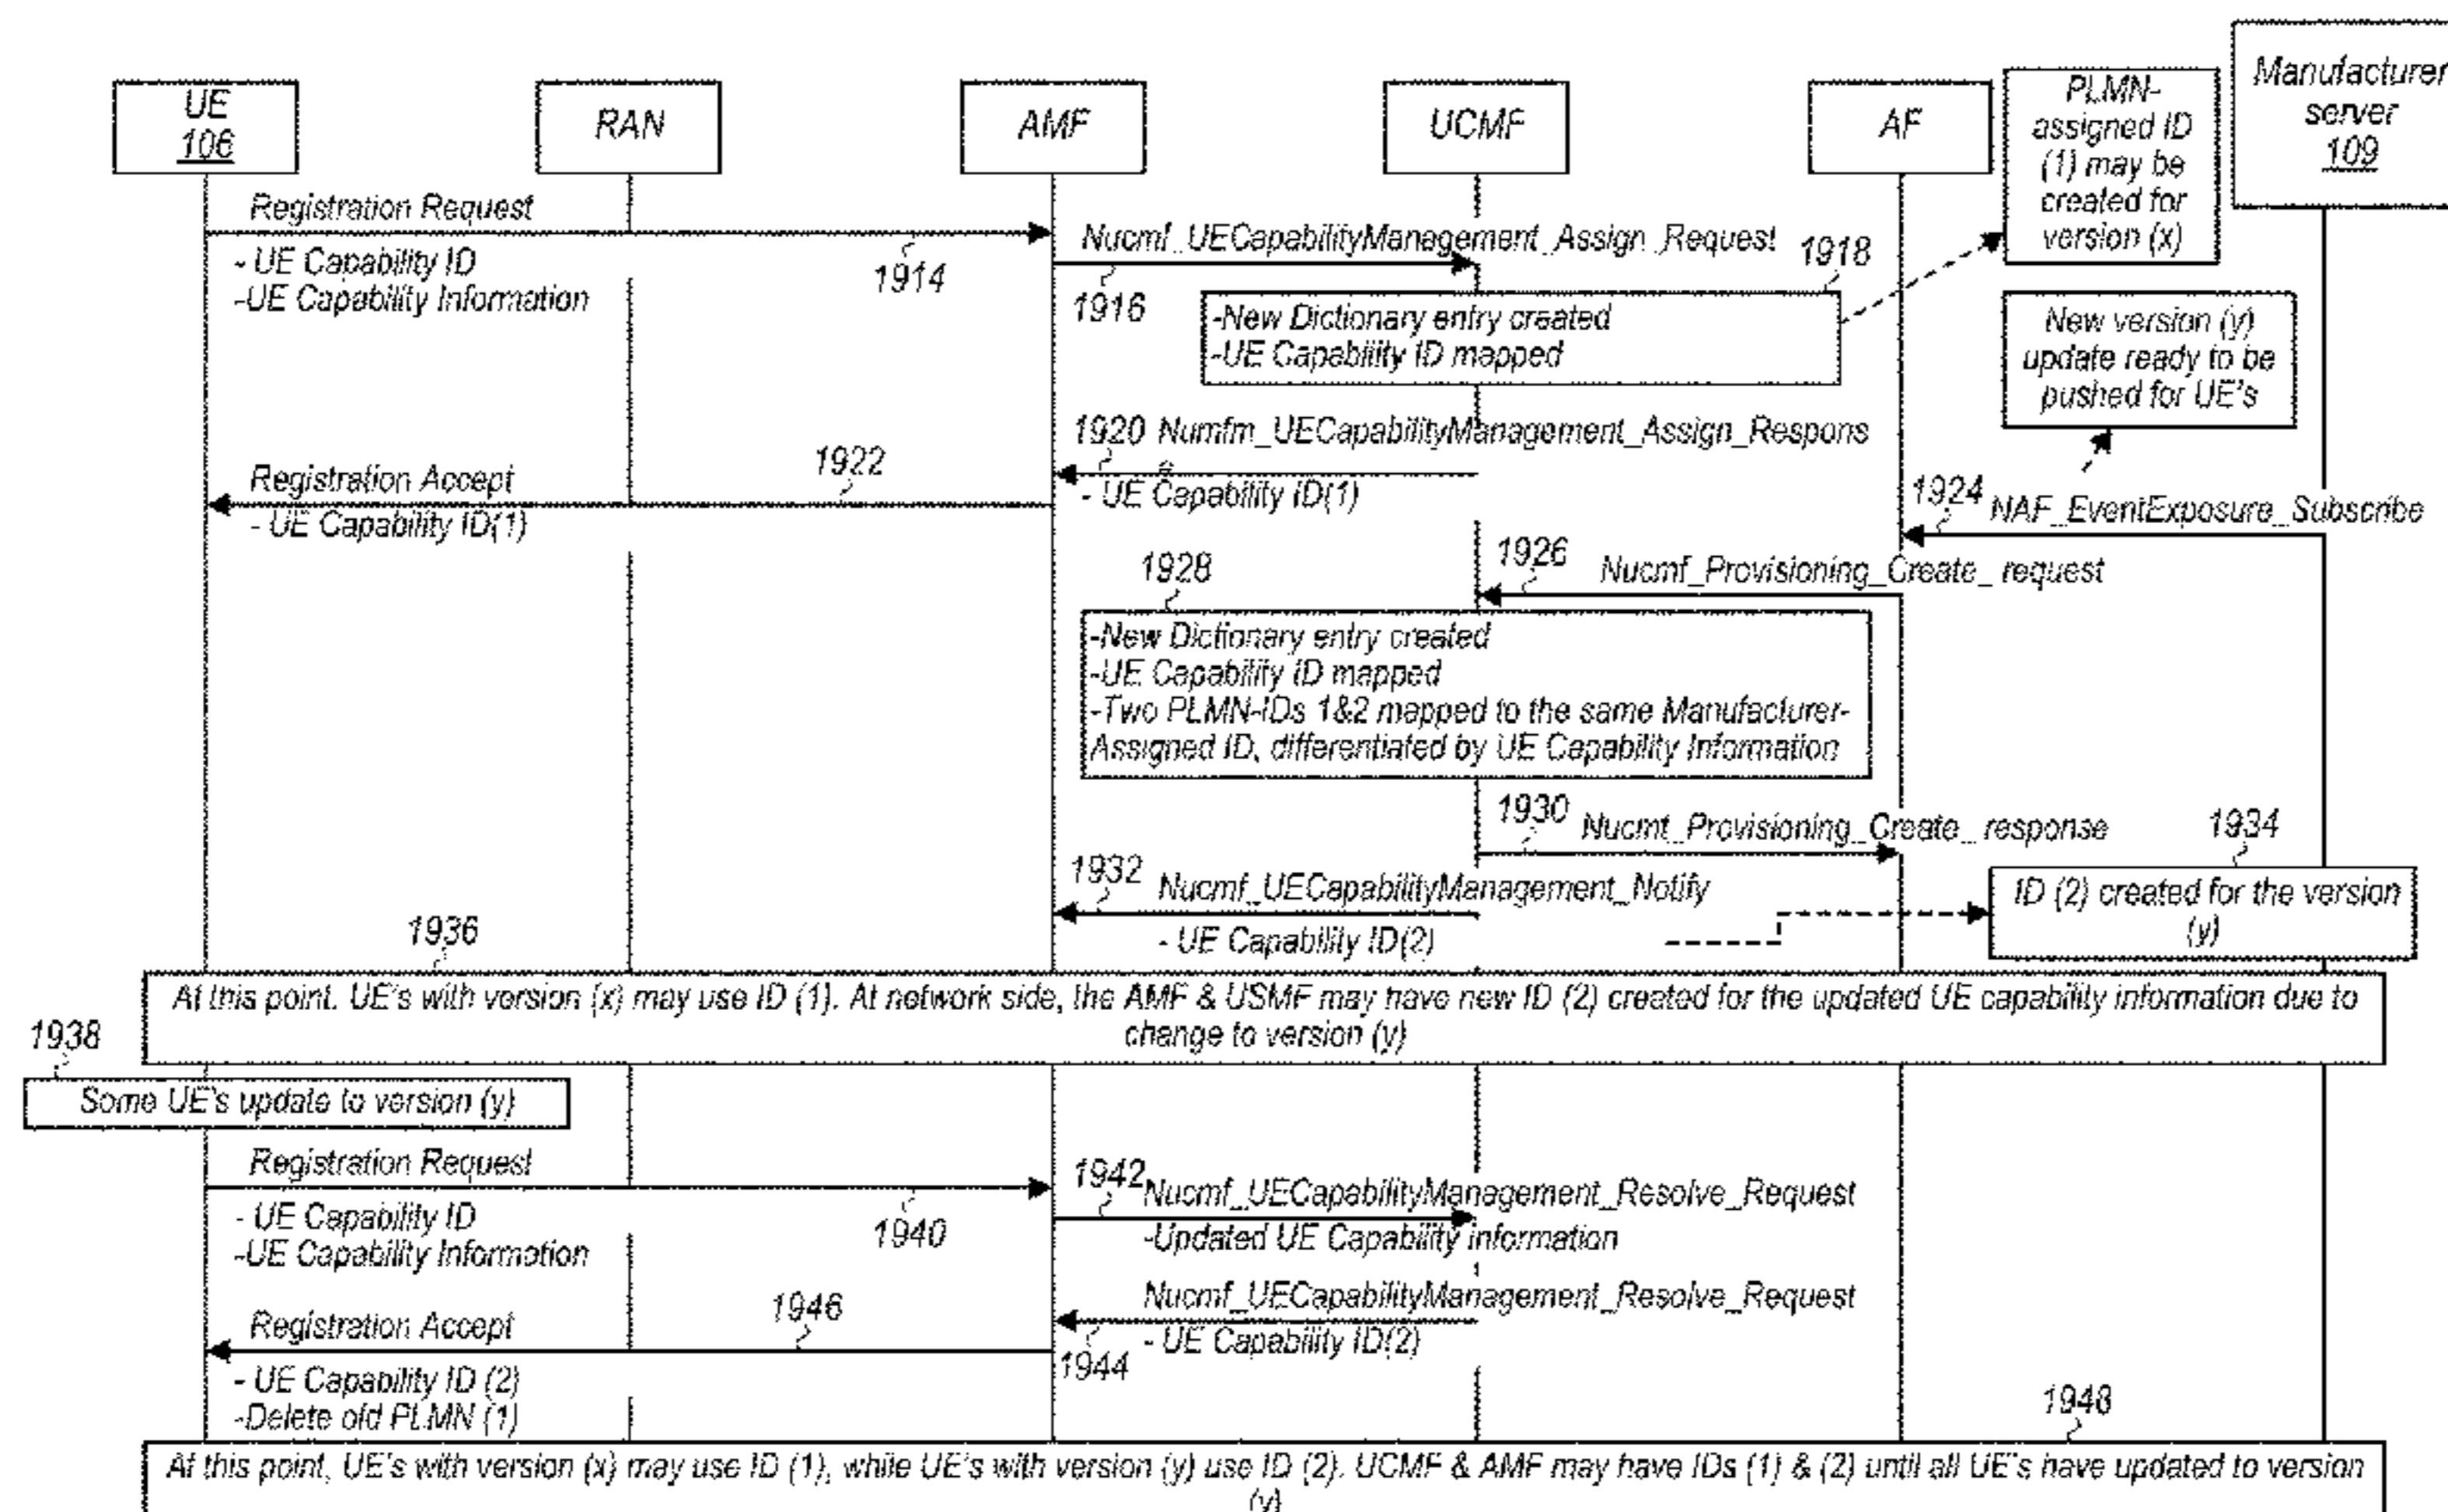 UE
106
RAN
AMF
UCMF
AF
PLMN-
assigned ID
(1) may be
created for
version (x)
Manufacturer
server
109
Registration Request
- UE Capability ID
-UE Capability Information
1914
Nucmf_UECapabilityManagement_Assign_Request
1916
1918
-New Dictionary entry created
-UE Capability ID mapped
New version (y)
update ready to be
pushed for UE's
1920 Numfm_UECapabilityManagement_Assign_Respons
e
- UE Capability ID(1)
1922
Registration Accept
- UE Capability ID(1)
1924
NAF_EventExposure_Subscribe
1926
Nucmf_Provisioning_Create_ request
1928
-New Dictionary entry created
-UE Capability ID mapped
-Two PLMN-IDs 1&2 mapped to the same Manufacturer-
Assigned ID, differentiated by UE Capability Information
1930
Nucmt_Provisioning_Create_ response
1932
Nucmf_UECapabilityManagement_Notify
- UE Capability ID(2)
1934
ID (2) created for the version
(y)
1936
At this point. UE's with version (x) may use ID (1). At network side, the AMF & USMF may have new ID (2) created for the updated UE capability information due to
change to version (y)
1938
Some UE's update to version (y)
Registration Request
- UE Capability ID
-UE Capability Information
1940
1942
Nucmf_UECapabilityManagement_Resolve_Request
-Updated UE Capability information
Nucmf_UECapabilityManagement_Resolve_Request
- UE Capability ID(2)
1944
1946
Registration Accept
- UE Capability ID (2)
-Delete old PLMN (1)
1948
At this point, UE's with version (x) may use ID (1), while UE's with version (y) use ID (2). UCMF & AMF may have IDs (1) & (2) until all UE's have updated to version
(y)